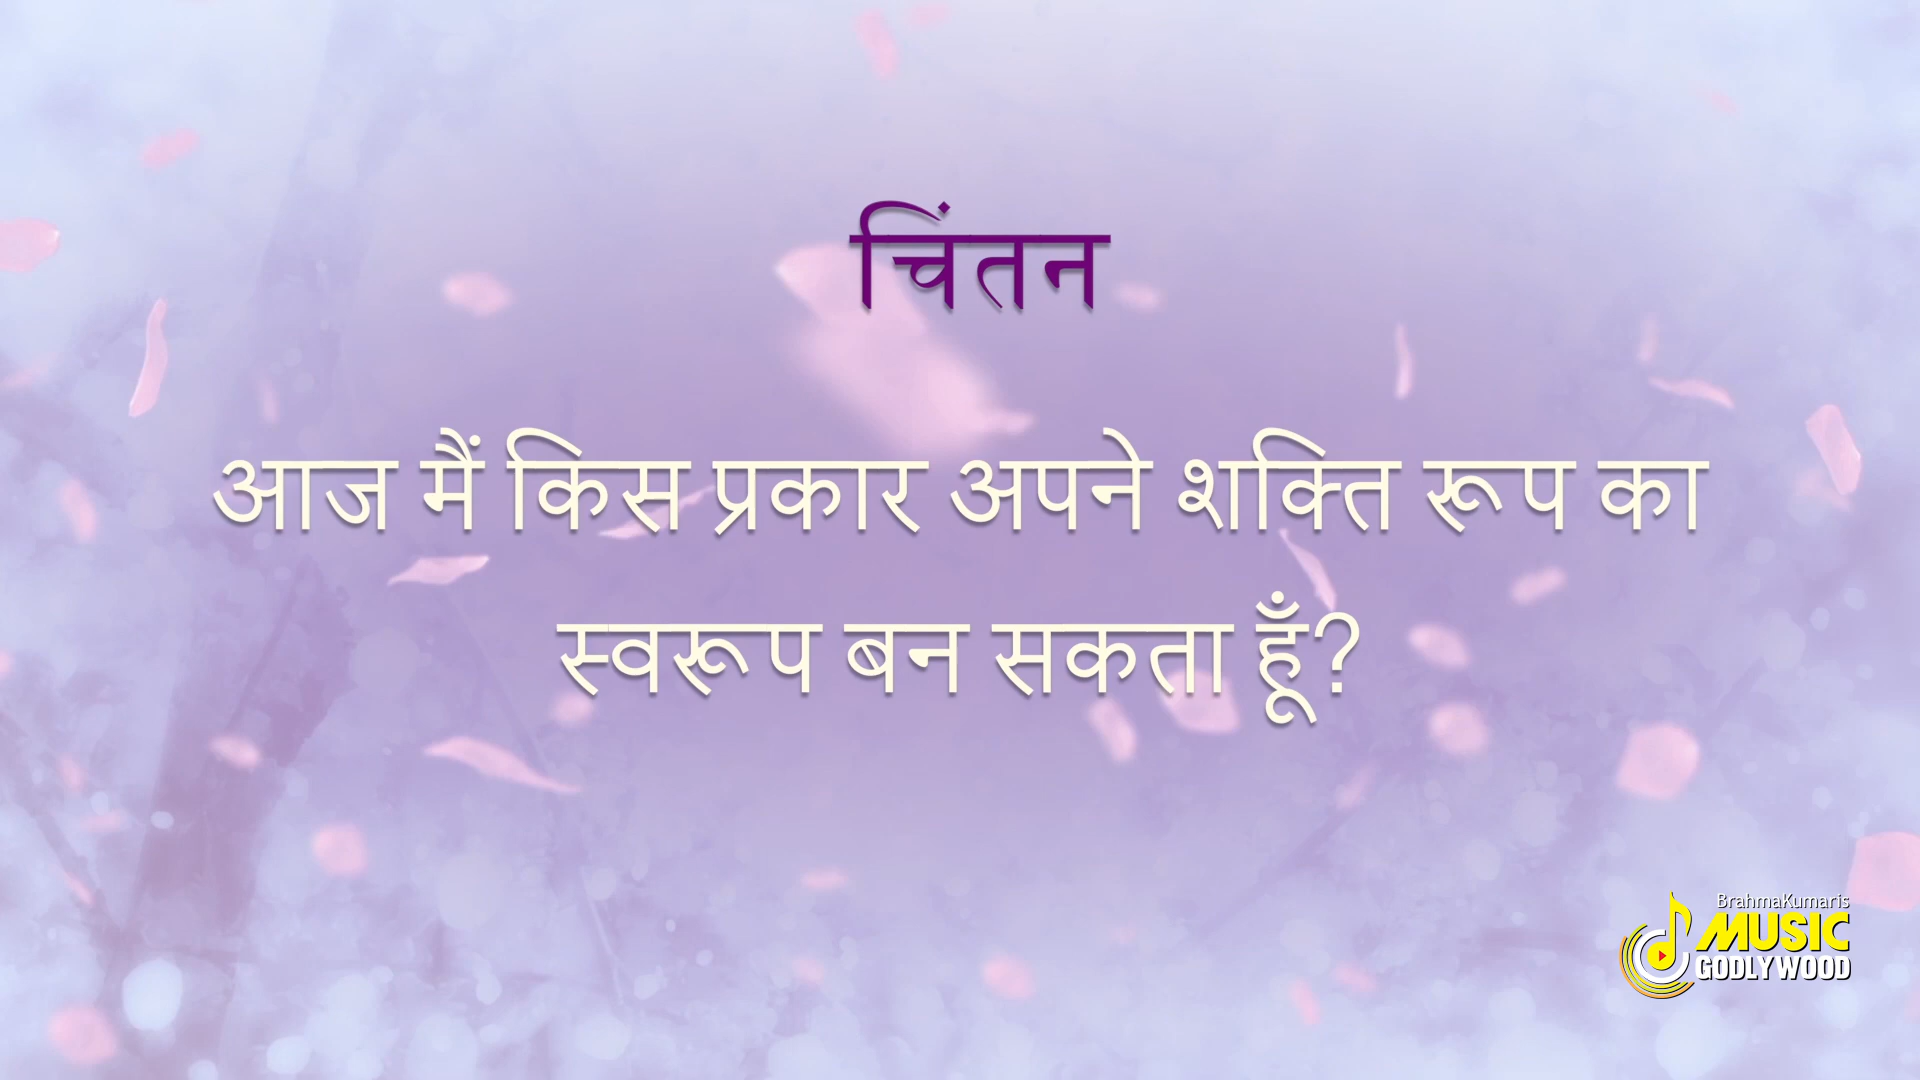 चिंतन
आज मैं किस प्रकार अपने शक्ति रूप का
स्वरूप बन सकता हूँ?
BrahmaKumaris
MUSIC
GODLYWOOD